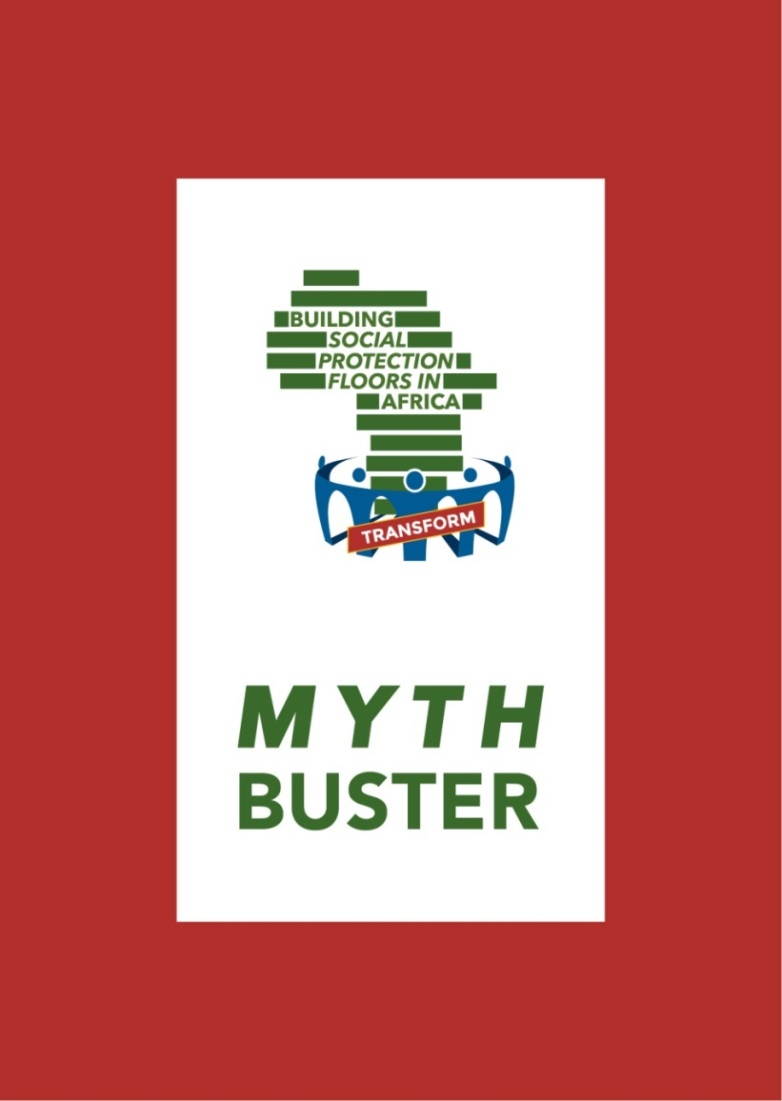 BUILDING
SOCIAL
PROTECTION
FLOORS IN
AFRICA
TRANSFORM
MYTH
BUSTER